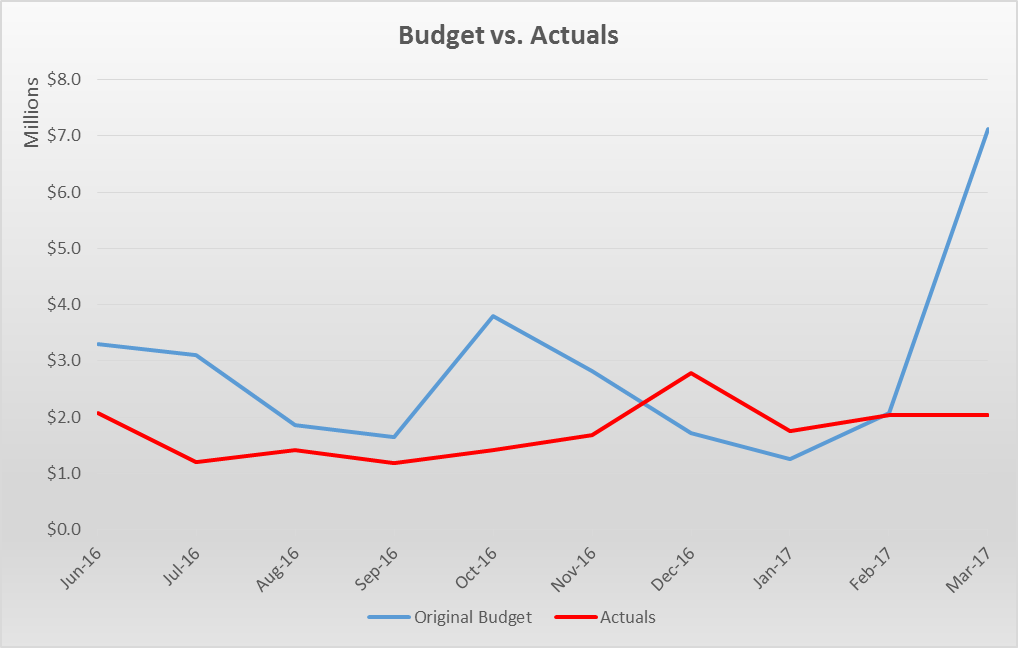 Budget vs. Actuals
Millions
$8.0
$7.0
$6.0
$5.0
$4.0
$3.0
$2.0
$1.0
$0.0
Jun-16
Jul-16
Aug-16
Sep-16
Oct-16
Nov-16
Dec-16
Jan-17
Feb-17
Mar-17
Original Budget
Actuals